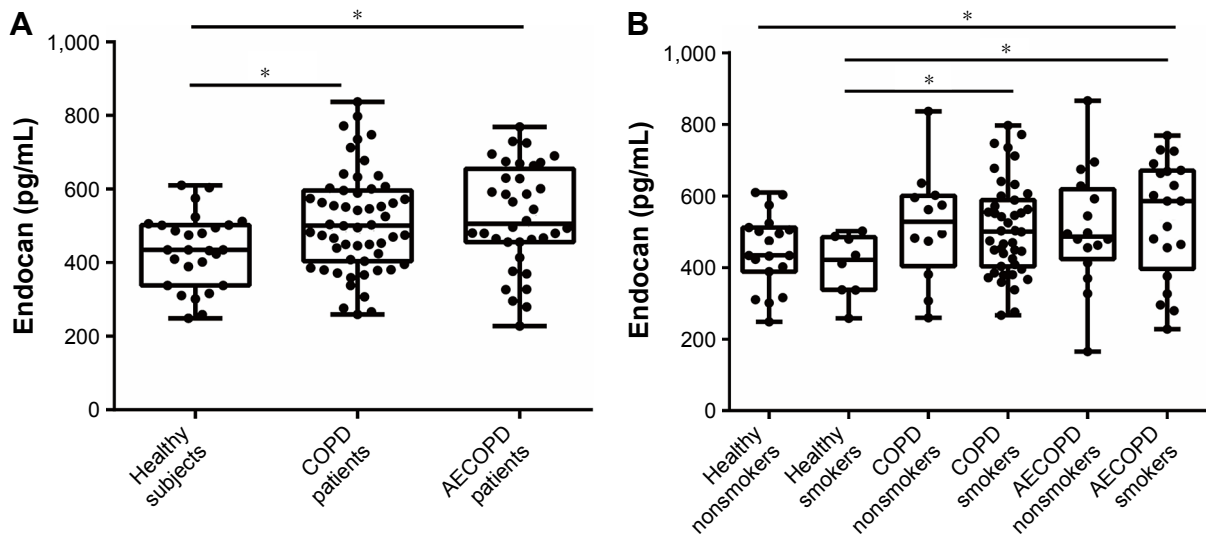 A
*
*
1,000
800
600
400
200
0
Endocan (pg/mL)
Healthy
subjects
COPD
patients
AECOPD
patients
B
*
*
*
1,000
800
600
400
200
0
Endocan (pg/mL)
Healthy
nonsmokers
Healthy
smokers
COPD
nonsmokers
COPD
smokers
AECOPD
nonsmokers
AECOPD
smokers